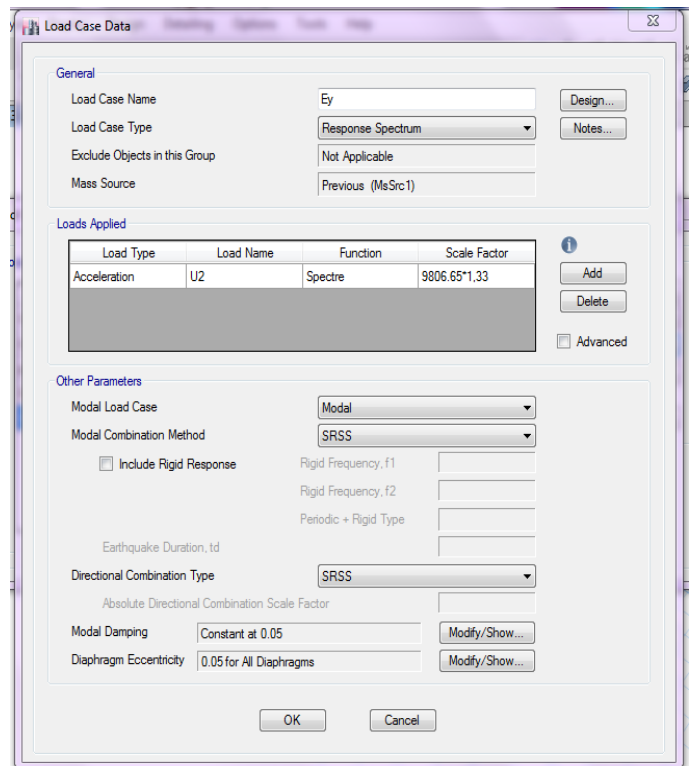 Load Case Data
Detailing Options Tools Help
General
Load Case Name Ey Design...
Load Case Type Response Spectrum Notes...
Exclude Objects in this Group Not Applicable
Mass Source Previous (MsSrc1)
Loads Applied
Load Type Load Name Function Scale Factor
Acceleration U2 Spectre 9806.65*1,33
Add
Delete
Advanced
Other Parameters
Modal Load Case Modal
Modal Combination Method SRSS
Include Rigid Response Rigid Frequency, f1
Rigid Frequency, f2
Periodic + Rigid Type
Earthquake Duration, td
Directional Combination Type SRSS
Absolute Directional Combination Scale Factor
Modal Damping Constant at 0.05 Modify/Show...
Diaphragm Eccentricity 0.05 for All Diaphragms Modify/Show...
OK Cancel